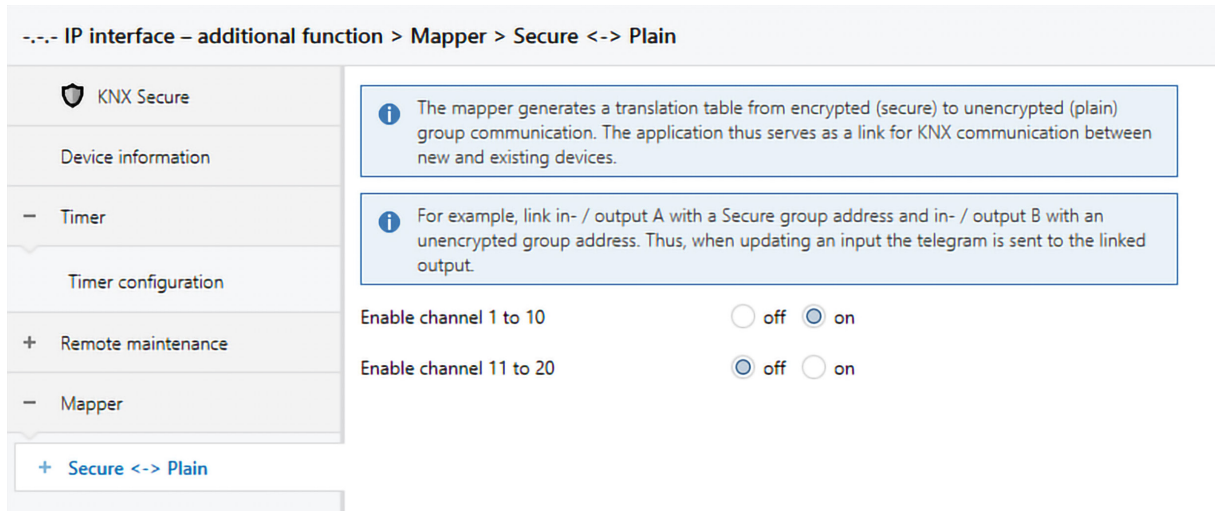 -.-.- IP interface – additional function > Mapper > Secure <-> Plain
KNX Secure
Device information
– Timer
Timer configuration
+ Remote maintenance
– Mapper
+ Secure <-> Plain
The mapper generates a translation table from encrypted (secure) to unencrypted (plain)
group communication. The application thus serves as a link for KNX communication between
new and existing devices.
For example, link in- / output A with a Secure group address and in- / output B with an
unencrypted group address. Thus, when updating an input the telegram is sent to the linked
output.
Enable channel 1 to 10 off on
Enable channel 11 to 20 off on